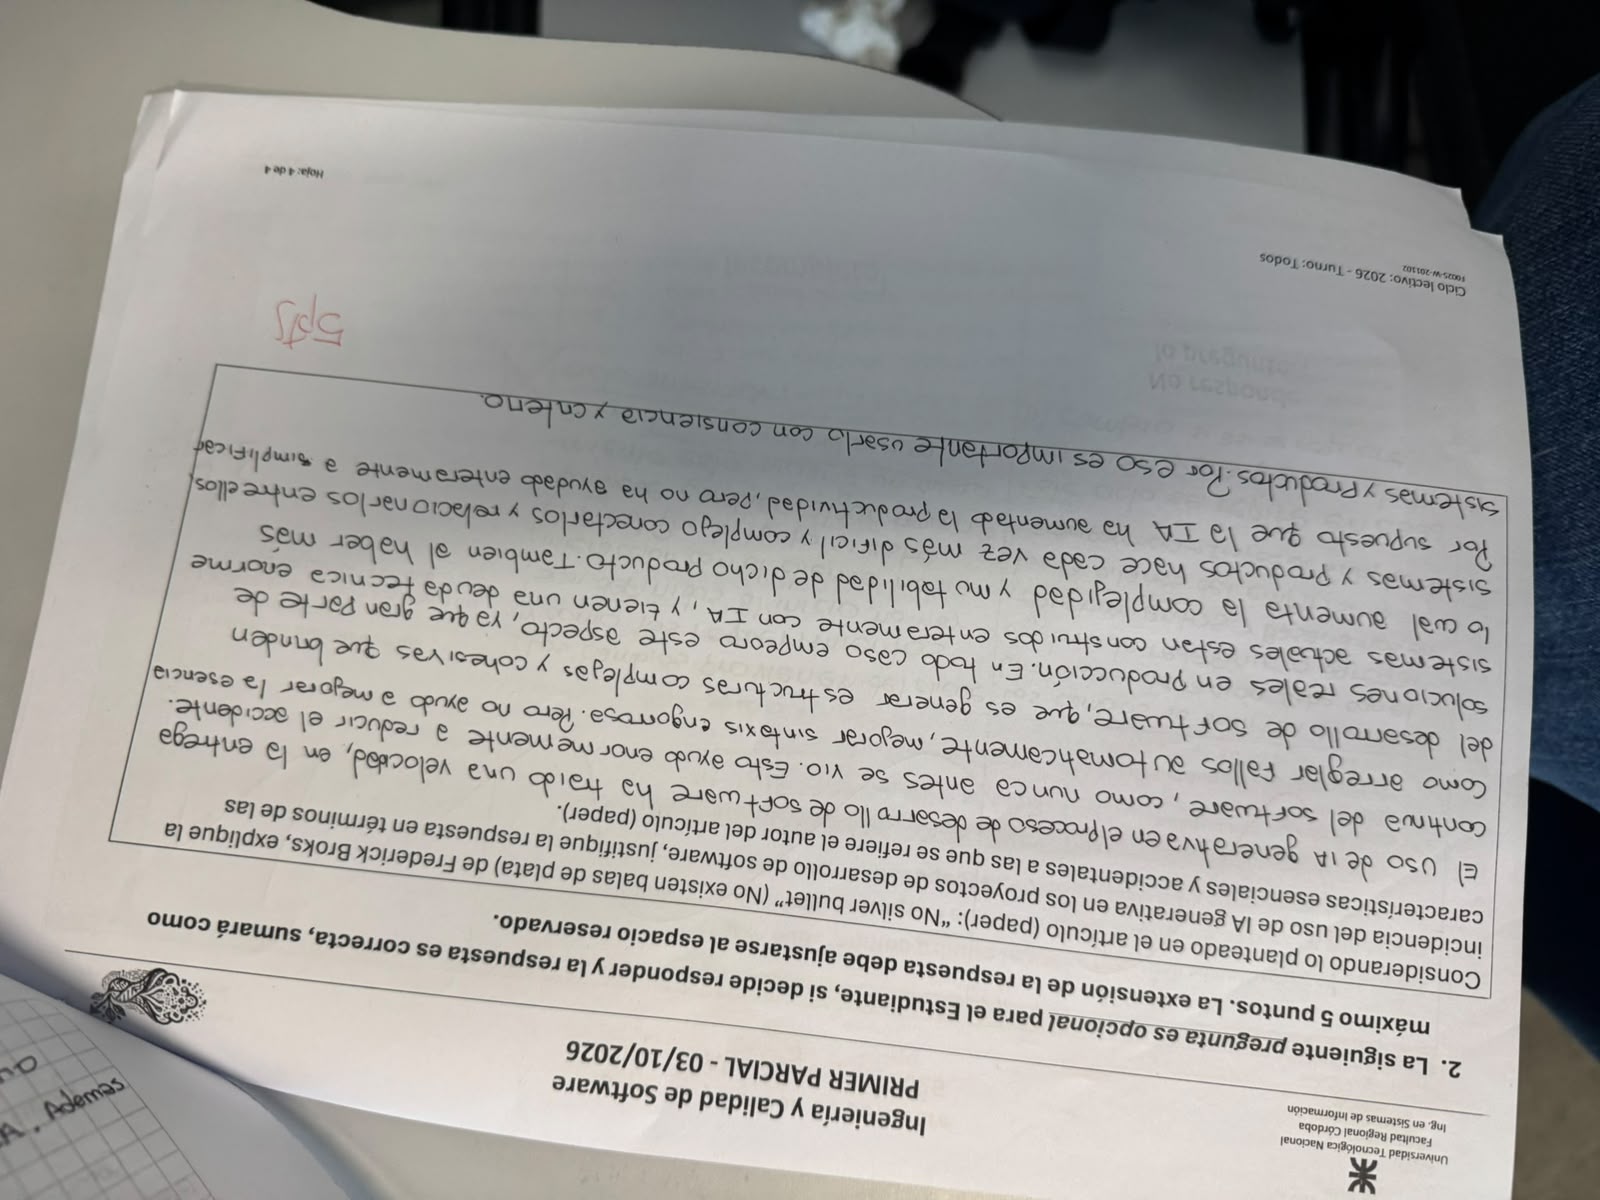 Universidad Tecnológica Nacional
Facultad Regional Córdoba
Ing. en Sistemas de Información
Ingeniería y Calidad de Software
PRIMER PARCIAL - 03/10/2026
2. La siguiente pregunta es opcional para el Estudiante, si decide responder y la respuesta es correcta, sumará como
máximo 5 puntos. La extensión de la respuesta debe ajustarse al espacio reservado.
Considerando lo planteado en el artículo (paper): "No silver bullet" (No existen balas de plata) de Frederick Broks, explique la
incidencia del uso de IA generativa en los proyectos de desarrollo de software, justifique la respuesta en términos de las
características esenciales y accidentales a las que se refiere el autor del artículo (paper).
El uso de IA generativa en el proceso de desarrollo de software ha traido una velocidad, en la entrega
continua del software, como nunca antes se vio. Esto ayudo enormemente a reducir el accidente.
como arreglar fallos automaticamente, mejorar sintaxis engorrosa. Pero no ayudo a mejorar la esencia
del desarrollo de software, que es generar estructuras complejas y cohesivas que brinden
soluciones reales en producción. En todo caso empeoro este aspecto, ya que gran parte de
sistemas actuales estan construidos enteramente con IA, y tienen una deuda técnica enorme
lo cual aumenta la complejidad y mutabilidad de dicho producto. Tambien al haber más
sistemas y productos hace cada vez más dificil y complejo conectarlos y relacionarlos entre ellos.
Por supuesto que la IA ha aumentado la productividad, pero no ha ayudado enteramente a simplificar
sistemas y productos. Por eso es importante usarlo con consiencia y criterio.
5pts
Ciclo lectivo: 2026 - Turno: Todos
F0025-W-201102
Hoja: 4 de 4
A. Ademas
no